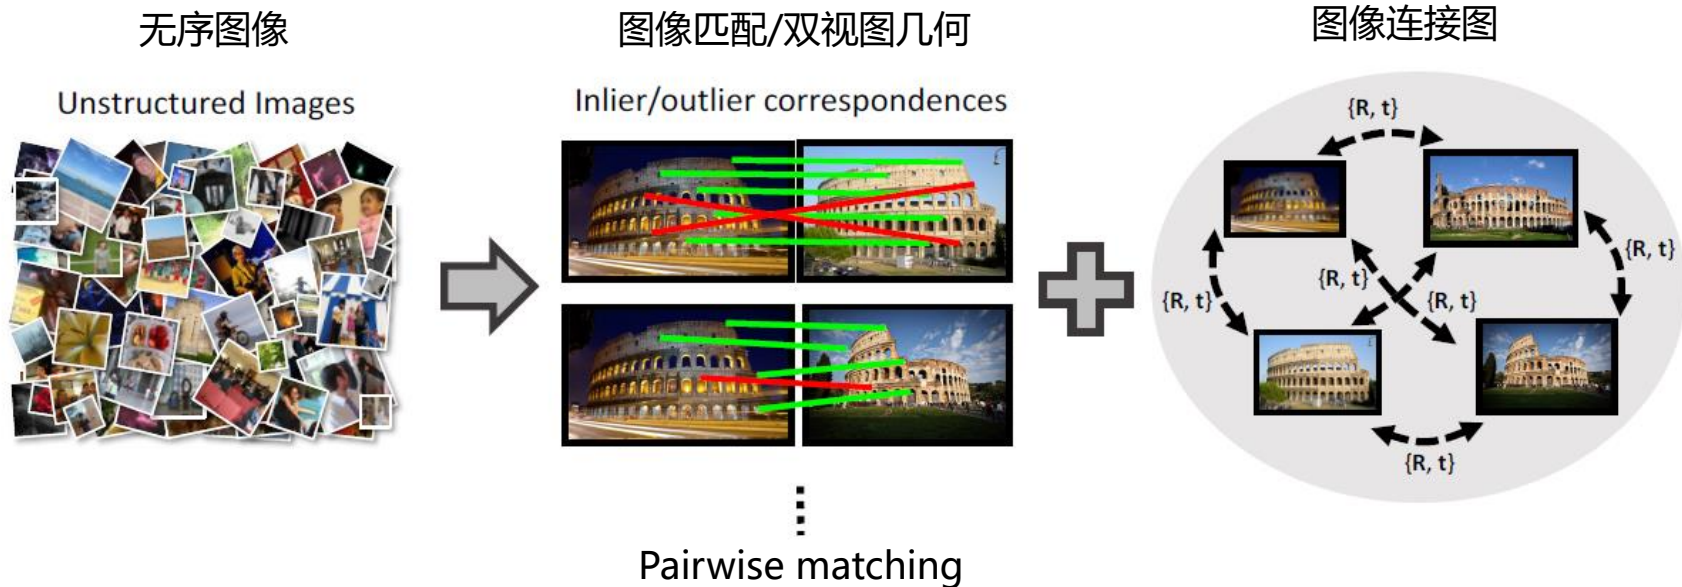 无序图像
图像匹配/双视图几何
图像连接图
Unstructured Images
Inlier/outlier correspondences
{R, t}
{R, t}
{R, t}
{R, t}
{R, t}
{R, t}
Pairwise matching